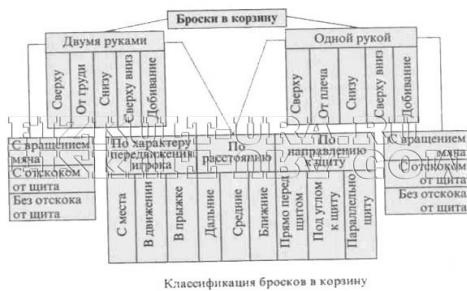 Броски в корзину
Двумя руками
Одной рукой
Сверху
От груди
Снизу
Сверху вниз
Добивание
Сверху
От плеча
Снизу
Сверху вниз
Добивание
С вращением
мяча
С отскоком
от щита
Без отскока
от щита
По характеру
передвижения
игрока
По
расстоянию
По
направлению
к щиту
С вращением
мяча
С отскоком
от щита
Без отскока
от щита
С места
В движении
В прыжке
Дальние
Средние
Ближние
Прямо перед
щитом
Под углом
к щиту
Параллельно
щиту
Классификация бросков в корзину